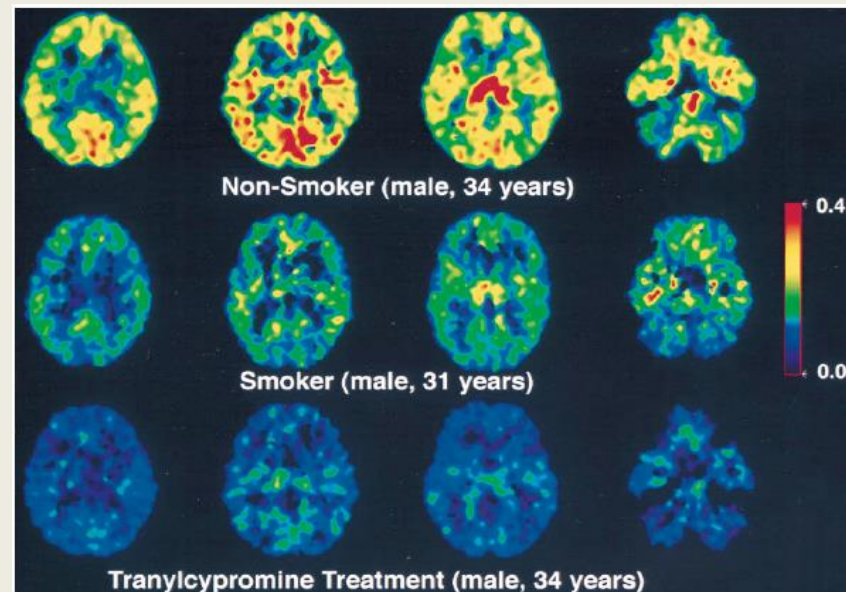 Non-Smoker (male, 34 years)
0.4
Smoker (male, 31 years)
0.0
Tranylcypromine Treatment (male, 34 years)